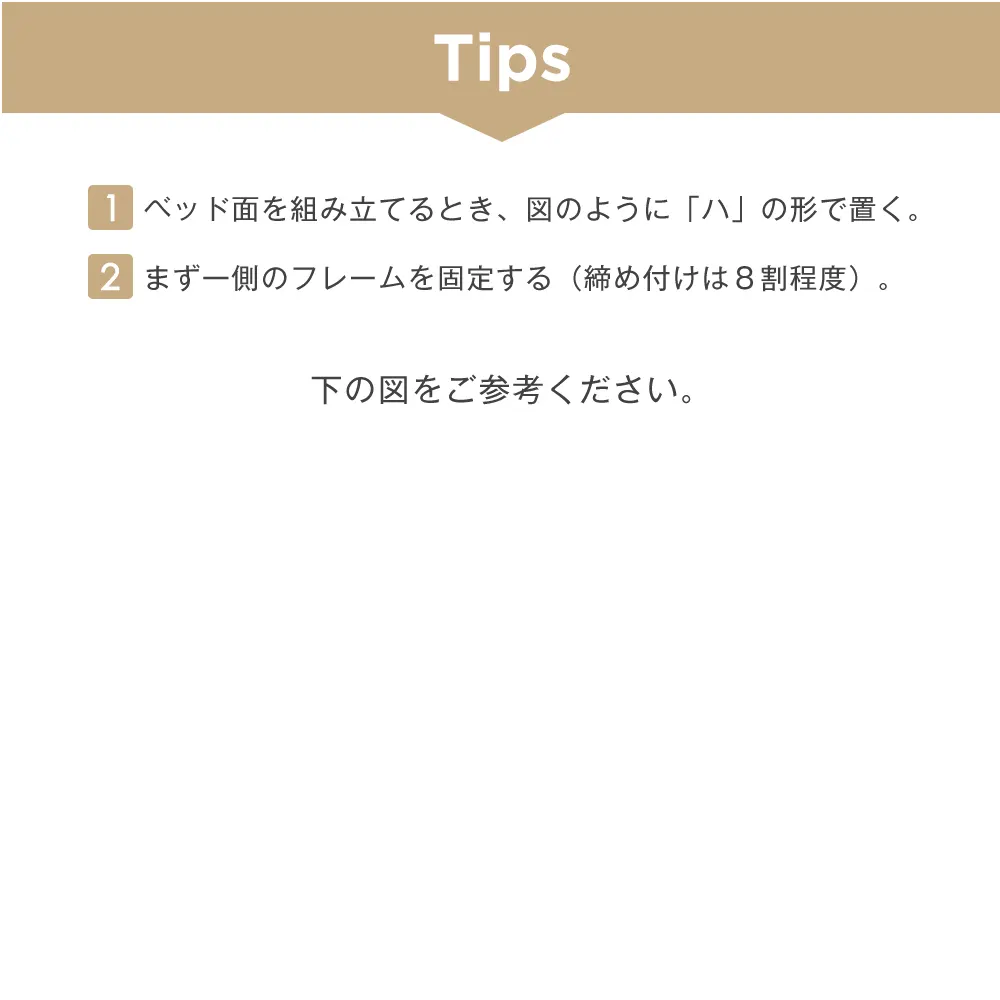 Tips
1 ベッド面を組み立てるとき、図のように「ハ」の形で置く。
2 まず一側のフレームを固定する（締め付けは８割程度）。
下の図をご参考ください。